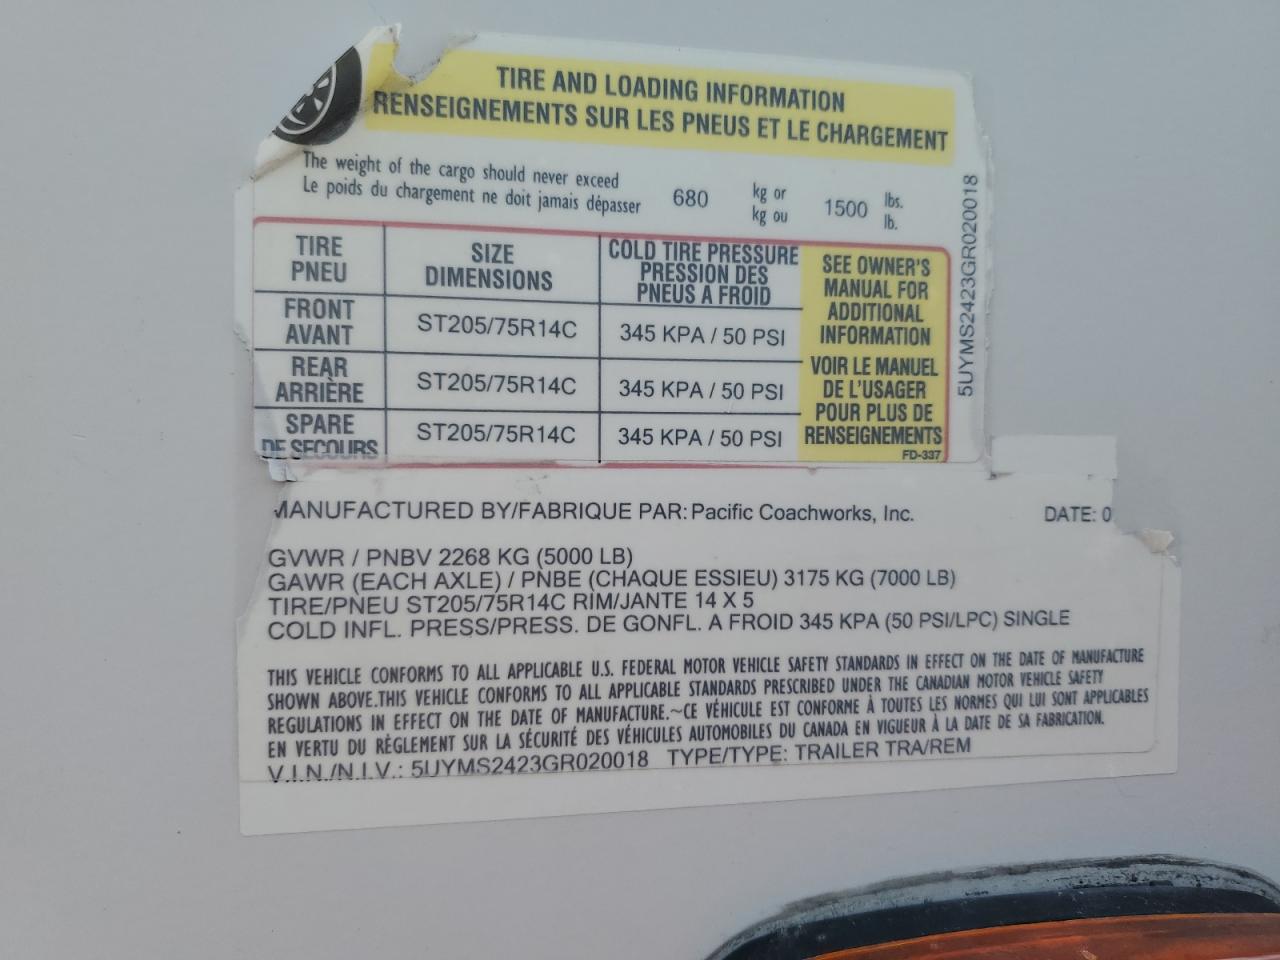 TIRE AND LOADING INFORMATION
RENSEIGNEMENTS SUR LES PNEUS ET LE CHARGEMENT
The weight of the cargo should never exceed
Le poids du chargement ne doit jamais dépasser
680
kg or
kg ou
1500
lbs.
lb.
TIRE
PNEU
SIZE
DIMENSIONS
COLD TIRE PRESSURE
PRESSION DES
PNEUS A FROID
FRONT
AVANT
ST205/75R14C
345 KPA / 50 PSI
REAR
ARRIÈRE
ST205/75R14C
345 KPA / 50 PSI
SPARE
DE SECOURS
ST205/75R14C
345 KPA / 50 PSI
SEE OWNER'S
MANUAL FOR
ADDITIONAL
INFORMATION
VOIR LE MANUEL
DE L'USAGER
POUR PLUS DE
RENSEIGNEMENTS
FD-337
5UYMS2423GR020018
MANUFACTURED BY/FABRIQUE PAR: Pacific Coachworks, Inc.
DATE: 0
GVWR / PNBV 2268 KG (5000 LB)
GAWR (EACH AXLE) / PNBE (CHAQUE ESSIEU) 3175 KG (7000 LB)
TIRE/PNEU ST205/75R14C RIM/JANTE 14 X 5
COLD INFL. PRESS/PRESS. DE GONFL. A FROID 345 KPA (50 PSI/LPC) SINGLE
THIS VEHICLE CONFORMS TO ALL APPLICABLE U.S. FEDERAL MOTOR VEHICLE SAFETY STANDARDS IN EFFECT ON THE DATE OF MANUFACTURE
SHOWN ABOVE.THIS VEHICLE CONFORMS TO ALL APPLICABLE STANDARDS PRESCRIBED UNDER THE CANADIAN MOTOR VEHICLE SAFETY
REGULATIONS IN EFFECT ON THE DATE OF MANUFACTURE.~CE VÉHICULE EST CONFORME À TOUTES LES NORMES QUI LUI SONT APPLICABLES
EN VERTU DU RÈGLEMENT SUR LA SÉCURITÉ DES VÉHICULES AUTOMOBILES DU CANADA EN VIGUEUR À LA DATE DE SA FABRICATION.
V.I.N./N.I.V.: 5UYMS2423GR020018 TYPE/TYPE: TRAILER TRA/REM